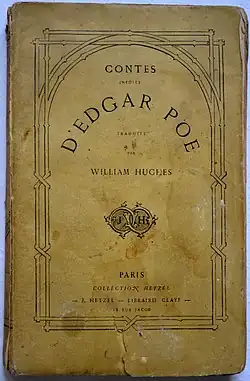 CONTES
INÉDITS
D'EDGAR POE
TRADUITS
PAR
WILLIAM HUGHES
PARIS
COLLECTION HETZEL
— J. HETZEL — LIBRAIRIE CLAYE —
18 RUE JACOB